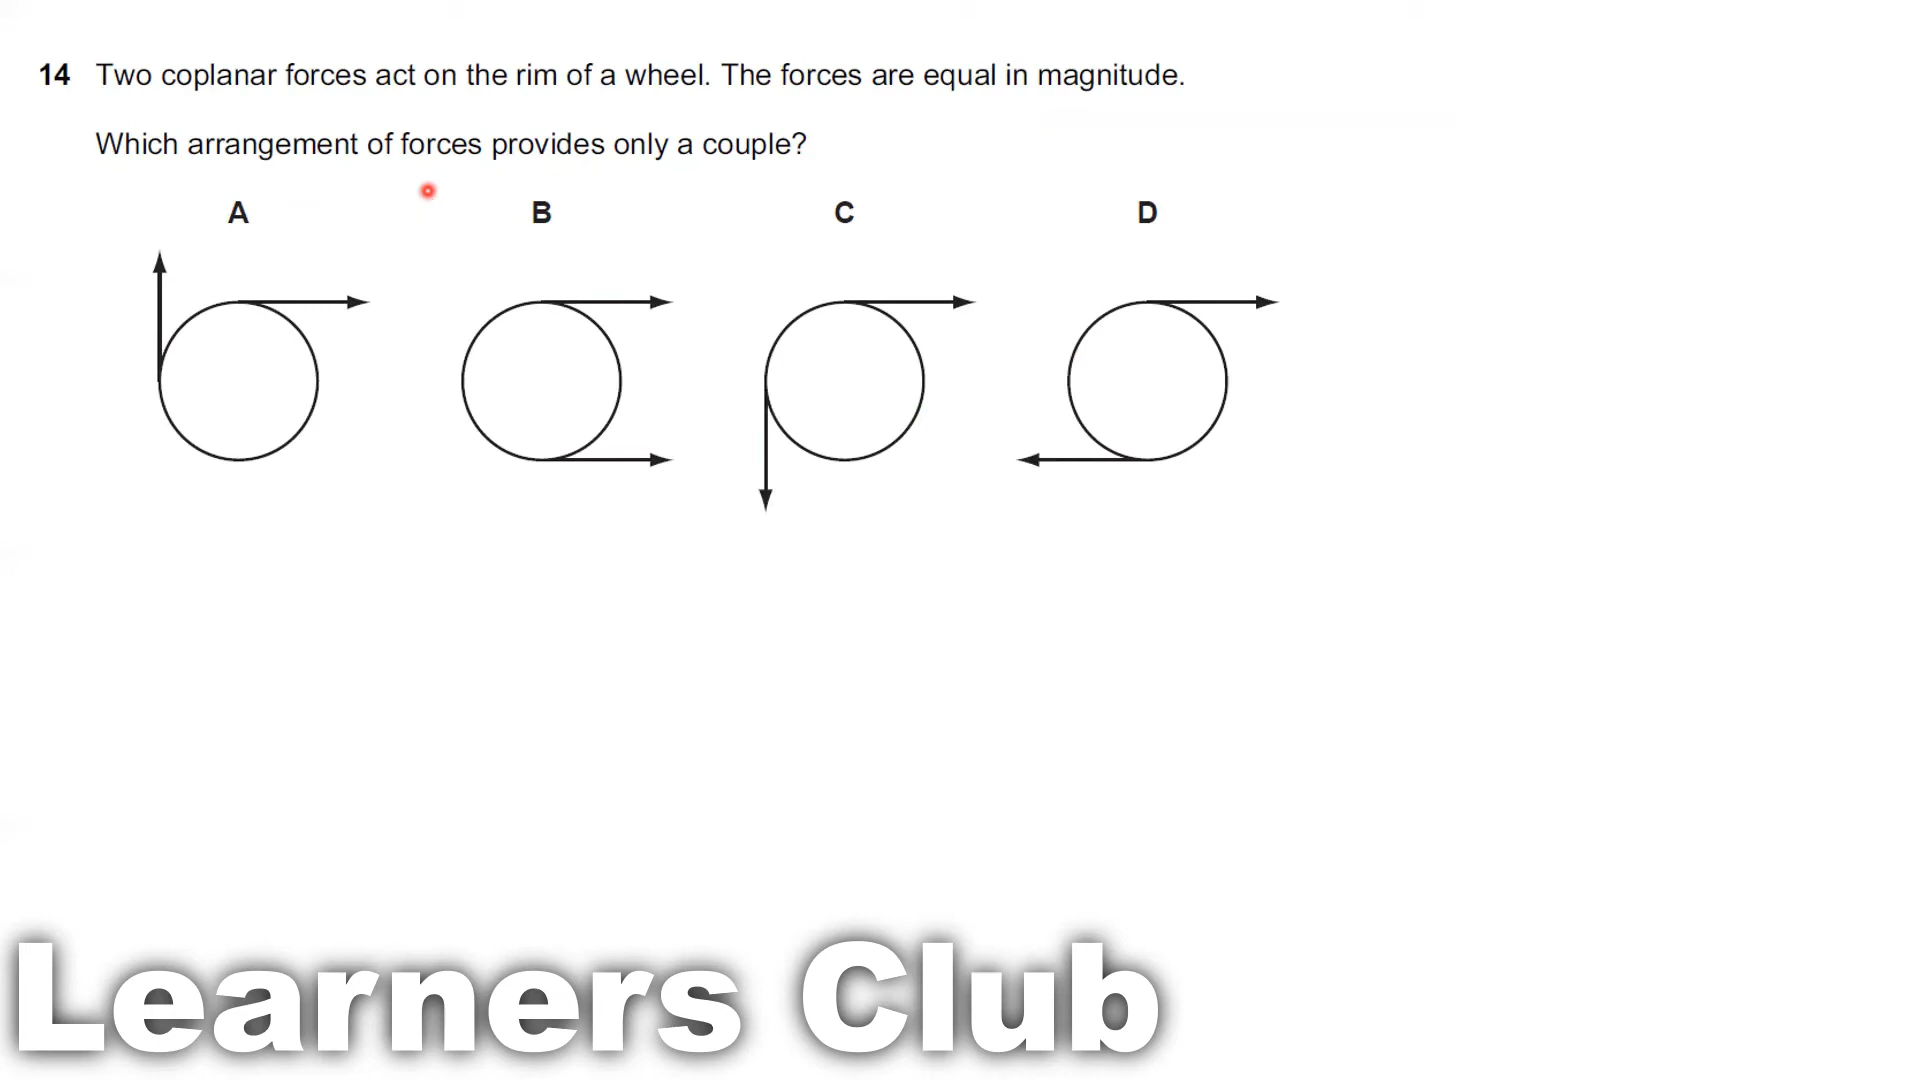 14 Two coplanar forces act on the rim of a wheel. The forces are equal in magnitude.
Which arrangement of forces provides only a couple?
A B C D
Learners Club